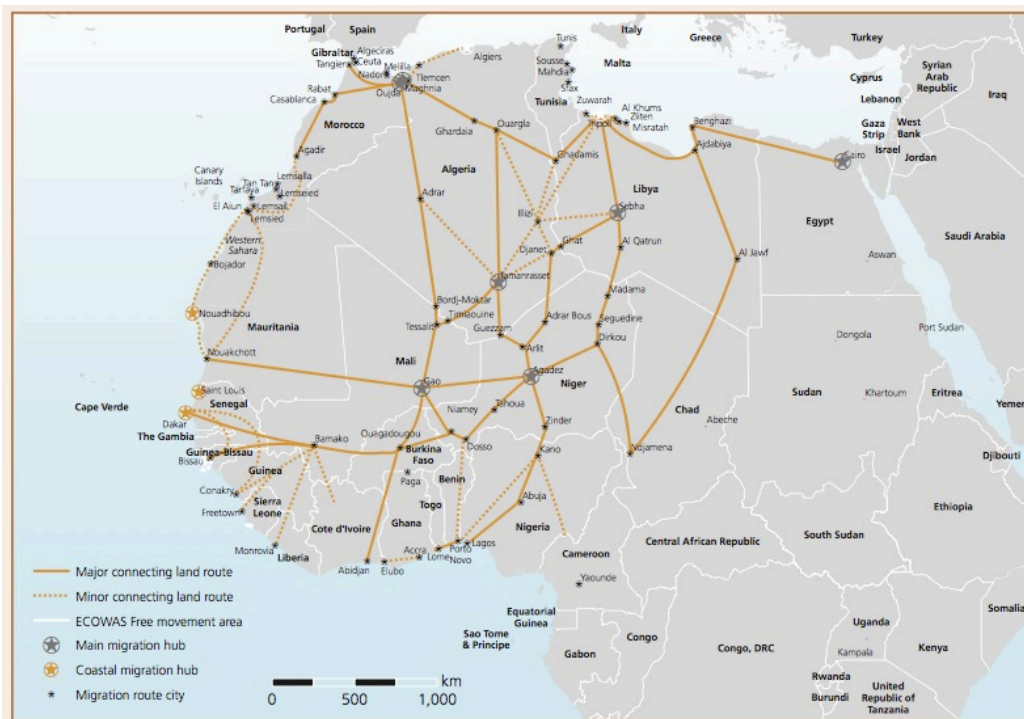 Portugal
Spain
Italy
Greece
Turkey
Gibraltar
Algeciras
Ceuta
Tangiers
Melilla
Nador
Tlemcen
Maghnia
Oujda
Algiers
Tunis
Sousse
Mahdia
Sfax
Malta
Cyprus
Syrian
Arab
Republic
Lebanon
Iraq
Rabat
Casablanca
Morocco
Tunisia
Zuwarah
Tripoli
Al Khums
Zliten
Misratah
Benghazi
Gaza
Strip
West
Bank
Israel
Jordan
Ghardaia
Ouargla
Ghadamis
Ajdabiya
Cairo
Agadir
Algeria
Canary
Islands
Lemsalla
Tan Tan
Tarfaya
Lemseied
El Aiun
Lemsail
Lemsied
Adrar
Illizi
Libya
Sebha
Egypt
Saudi Arabia
Western
Sahara
Bojador
Djanet
Ghat
Al Qatrun
Al Jawf
Aswan
Tamanrasset
Nouadhibou
Mauritania
Bordj-Moktar
Timiaouine
Tessalit
Guezzam
Adrar Bous
Madama
Seguedine
Dirkou
Dongola
Port Sudan
Nouakchott
Mali
Arlit
Gao
Agadez
Niger
Sudan
Khartoum
Eritrea
Yemen
Saint Louis
Senegal
Cape Verde
Dakar
The Gambia
Niamey
Tahoua
Zinder
Chad
Abeche
Guinea-Bissau
Bissau
Bamako
Ouagadougou
Burkina
Faso
Dosso
Kano
Ndjamena
Djibouti
Guinea
Paga
Benin
Conakry
Sierra
Leone
Freetown
Togo
Abuja
Nigeria
Ethiopia
Cote d'Ivoire
Ghana
Monrovia
Liberia
Abidjan
Elubo
Accra
Lome
Porto
Novo
Lagos
Cameroon
Central African Republic
South Sudan
Yaounde
Equatorial
Guinea
Sao Tome
& Principe
Gabon
Congo
Congo, DRC
Uganda
Kampala
Kenya
Somalia
Rwanda
Burundi
United
Republic of
Tanzania
Major connecting land route
Minor connecting land route
ECOWAS Free movement area
Main migration hub
Coastal migration hub
Migration route city
km
0 500 1,000